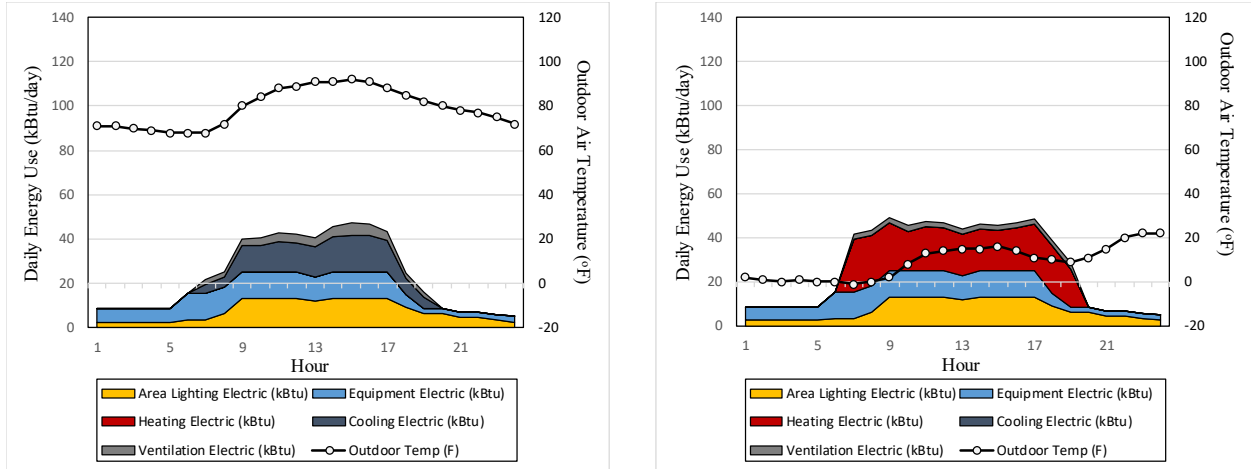 140
120
100
80
60
40
20
0
Daily Energy Use (kBtu/day)
120
100
80
60
40
20
0
-20
Outdoor Air Temperature (°F)
1 5 9 13 17 21
Hour
Area Lighting Electric (kBtu) Equipment Electric (kBtu)
Heating Electric (kBtu) Cooling Electric (kBtu)
Ventilation Electric (kBtu) Outdoor Temp (F)
140
120
100
80
60
40
20
0
Daily Energy Use (kBtu/day)
120
100
80
60
40
20
0
-20
Outdoor Air Temperature (°F)
1 5 9 13 17 21
Hour
Area Lighting Electric (kBtu) Equipment Electric (kBtu)
Heating Electric (kBtu) Cooling Electric (kBtu)
Ventilation Electric (kBtu) Outdoor Temp (F)